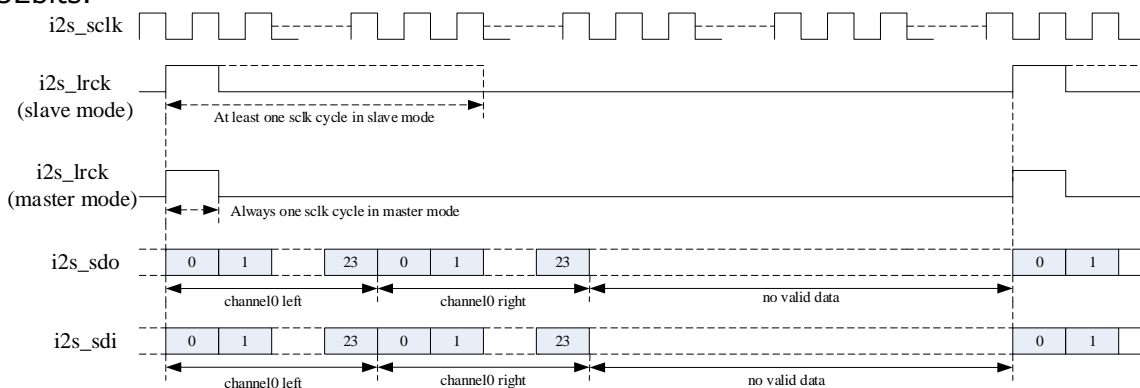 32bits.
i2s_sclk
i2s_lrck
(slave mode)
At least one sclk cycle in slave mode
i2s_lrck
(master mode)
Always one sclk cycle in master mode
i2s_sdo
0 1 23 0 1 23 0 1
channel0 left channel0 right no valid data
i2s_sdi
0 1 23 0 1 23 0 1
channel0 left channel0 right no valid data